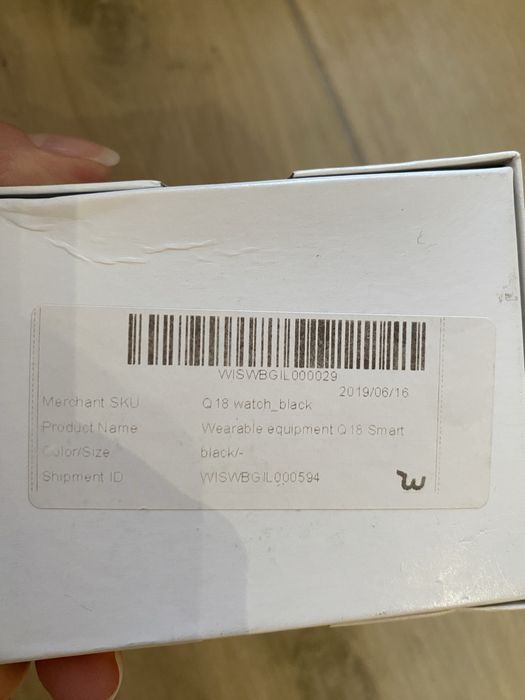 WISWBGIL000029
2019/06/16
Merchant SKU Q18 watch_black
Product Name Wearable equipment Q18 Smart
Color/Size black/-
Shipment ID WISWBGIL000594